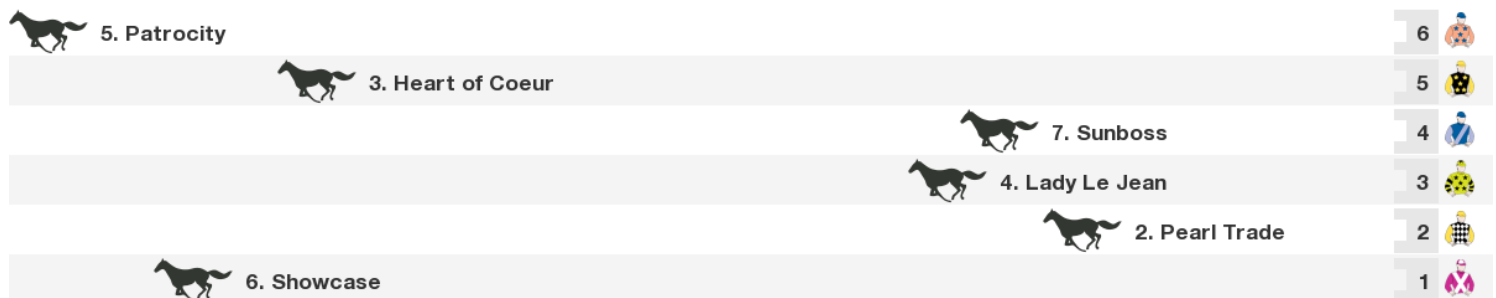 5. Patrocity 6
3. Heart of Coeur 5
7. Sunboss 4
4. Lady Le Jean 3
2. Pearl Trade 2
6. Showcase 1